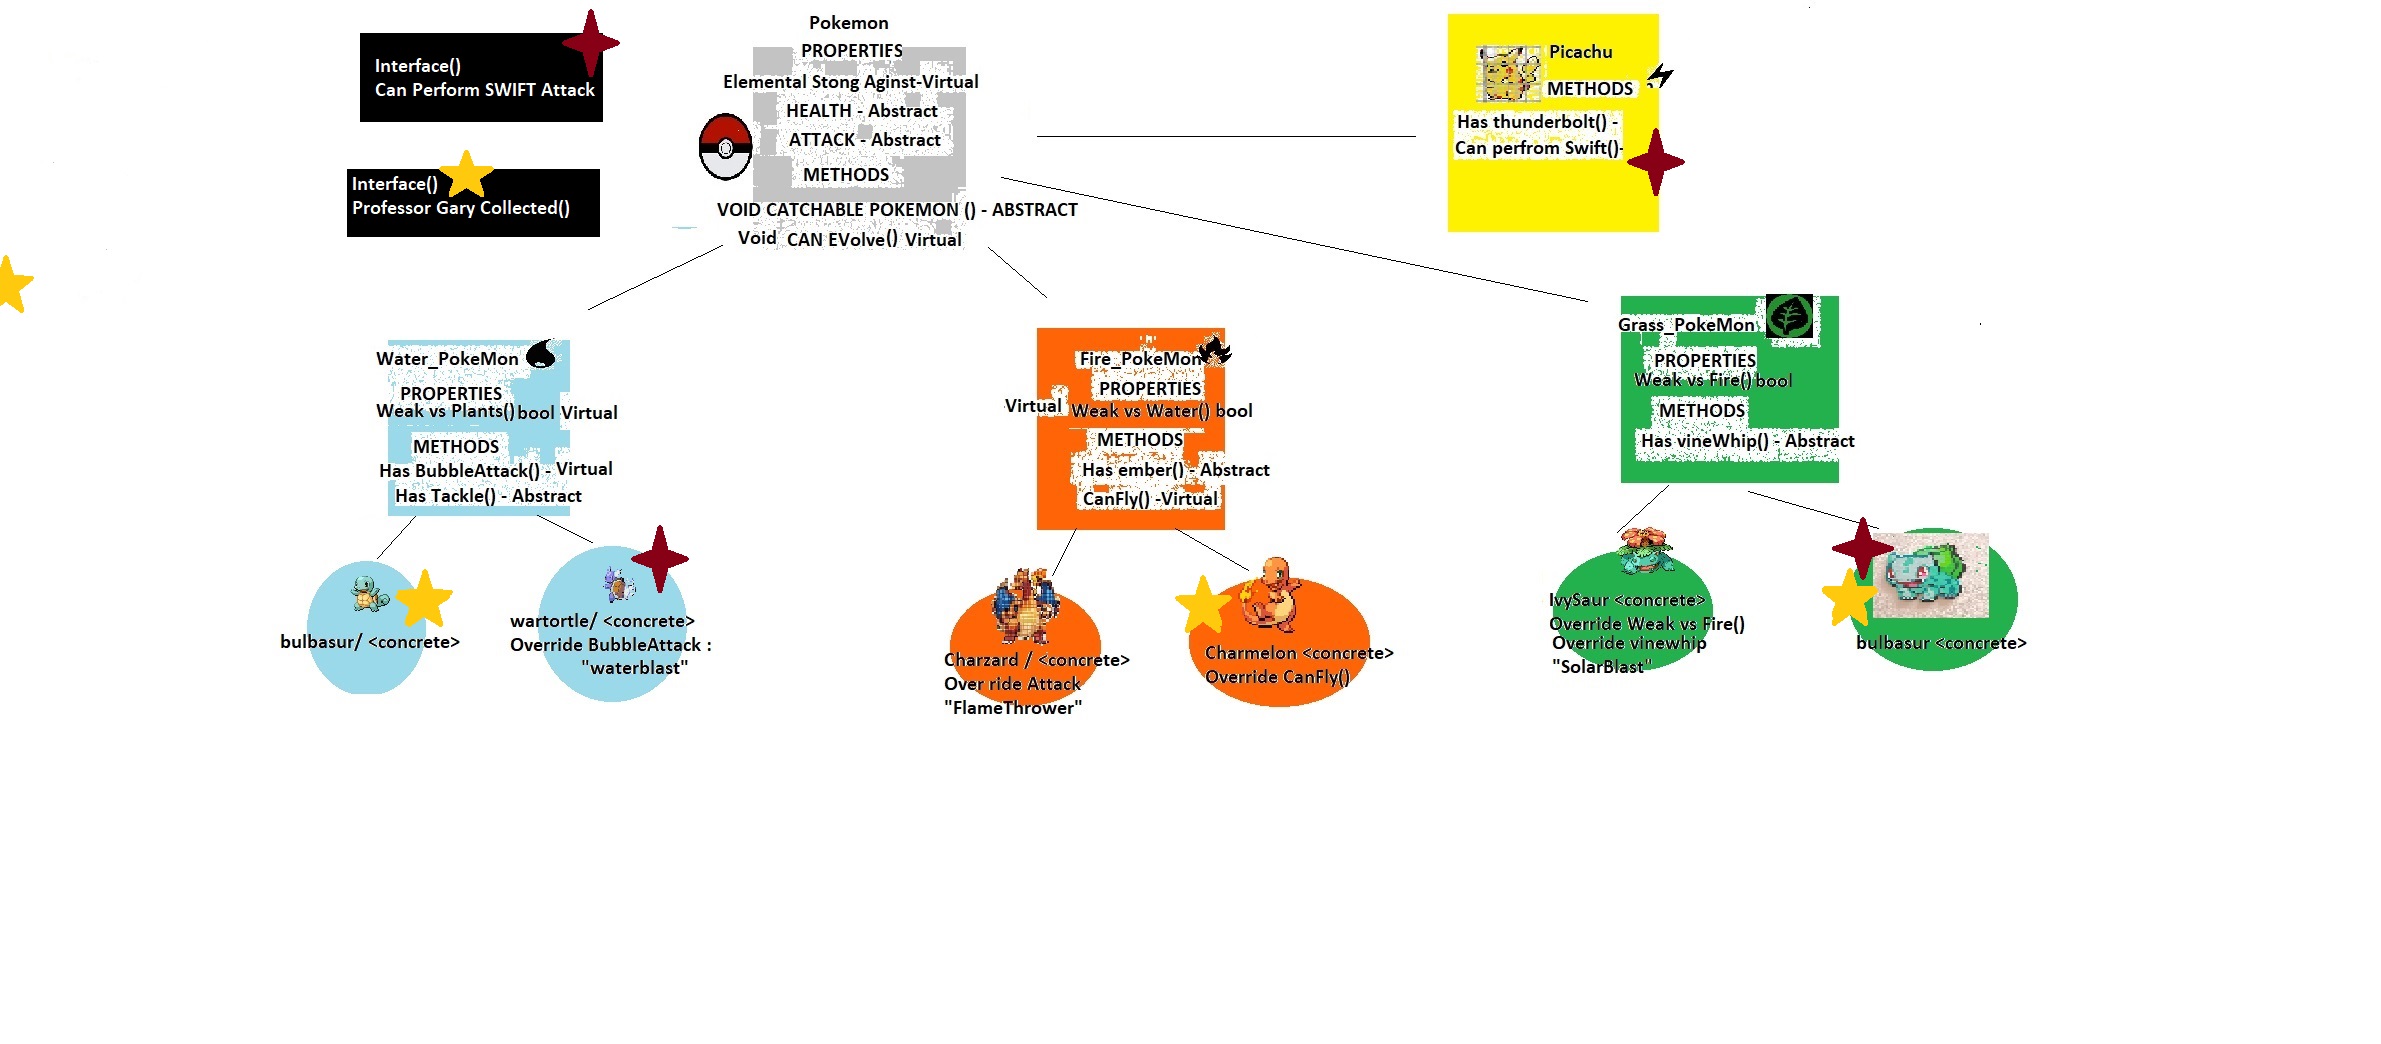 Interface()
Can Perform SWIFT Attack
Interface()
Professor Gary Collected()
Pokemon
PROPERTIES
Elemental Stong Aginst-Virtual
HEALTH - Abstract
ATTACK - Abstract
METHODS
VOID CATCHABLE POKEMON () - ABSTRACT
Void CAN EVolve() Virtual
Picachu
METHODS
Has thunderbolt() -
Can perfrom Swift()-
Water_PokeMon
PROPERTIES
Weak vs Plants() bool Virtual
METHODS
Has BubbleAttack() - Virtual
Has Tackle() - Abstract
Fire_PokeMon
PROPERTIES
Virtual Weak vs Water() bool
METHODS
Has ember() - Abstract
CanFly() -Virtual
Grass_PokeMon
PROPERTIES
Weak vs Fire() bool
METHODS
Has vineWhip() - Abstract
bulbasur/ <concrete>
wartortle/ <concrete>
Override BubbleAttack :
"waterblast"
Charzard / <concrete>
Over ride Attack
"FlameThrower"
Charmelon <concrete>
Override CanFly()
IvySaur <concrete>
Override Weak vs Fire()
Override vinewhip
"SolarBlast"
bulbasur <concrete>